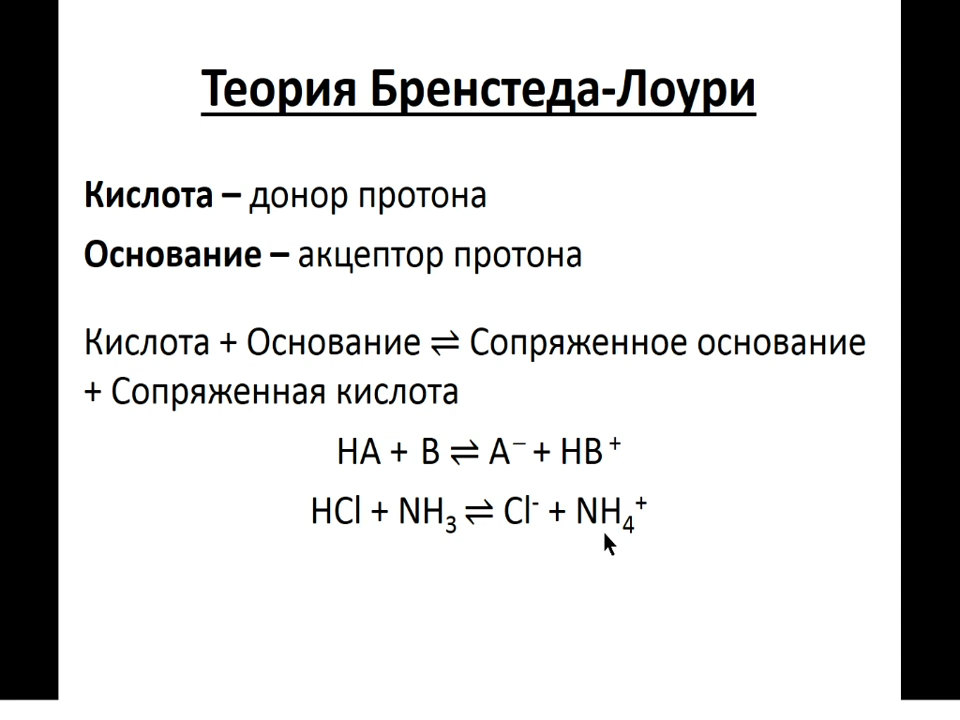 Теория Бренстеда-Лоури
Кислота – донор протона
Основание – акцептор протона
Кислота + Основание ⇌ Сопряженное основание
+ Сопряженная кислота
HA + B ⇌ A⁻ + HB⁺
HCl + NH₃ ⇌ Cl⁻ + NH₄⁺